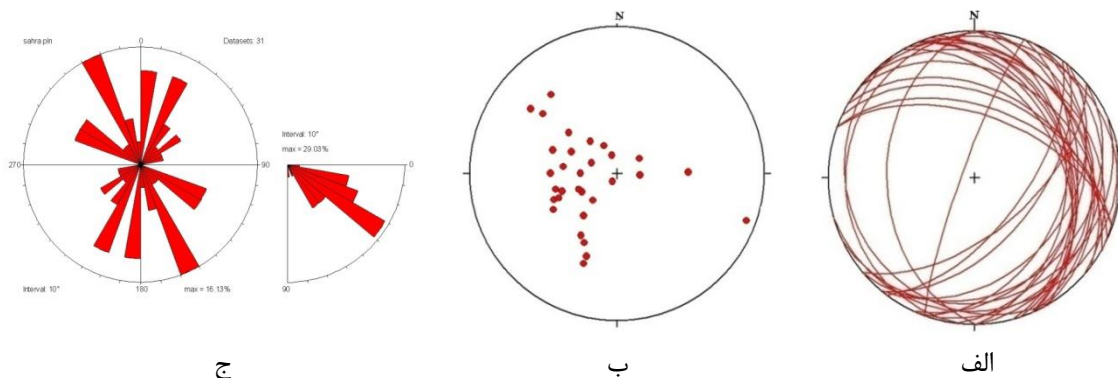 sahra.pln
0
Datasets: 31
270
90
Interval: 10°
180
max = 16.13%
Interval: 10°
max = 29.03%
0
90
N
N
ج
ب
الف